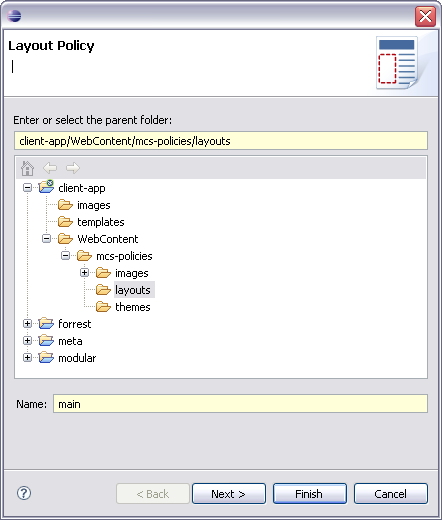 Layout Policy
Enter or select the parent folder:
client-app/WebContent/mcs-policies/layouts
client-app
images
templates
WebContent
mcs-policies
images
layouts
themes
forrest
meta
modular
Name: main
? < Back Next > Finish Cancel